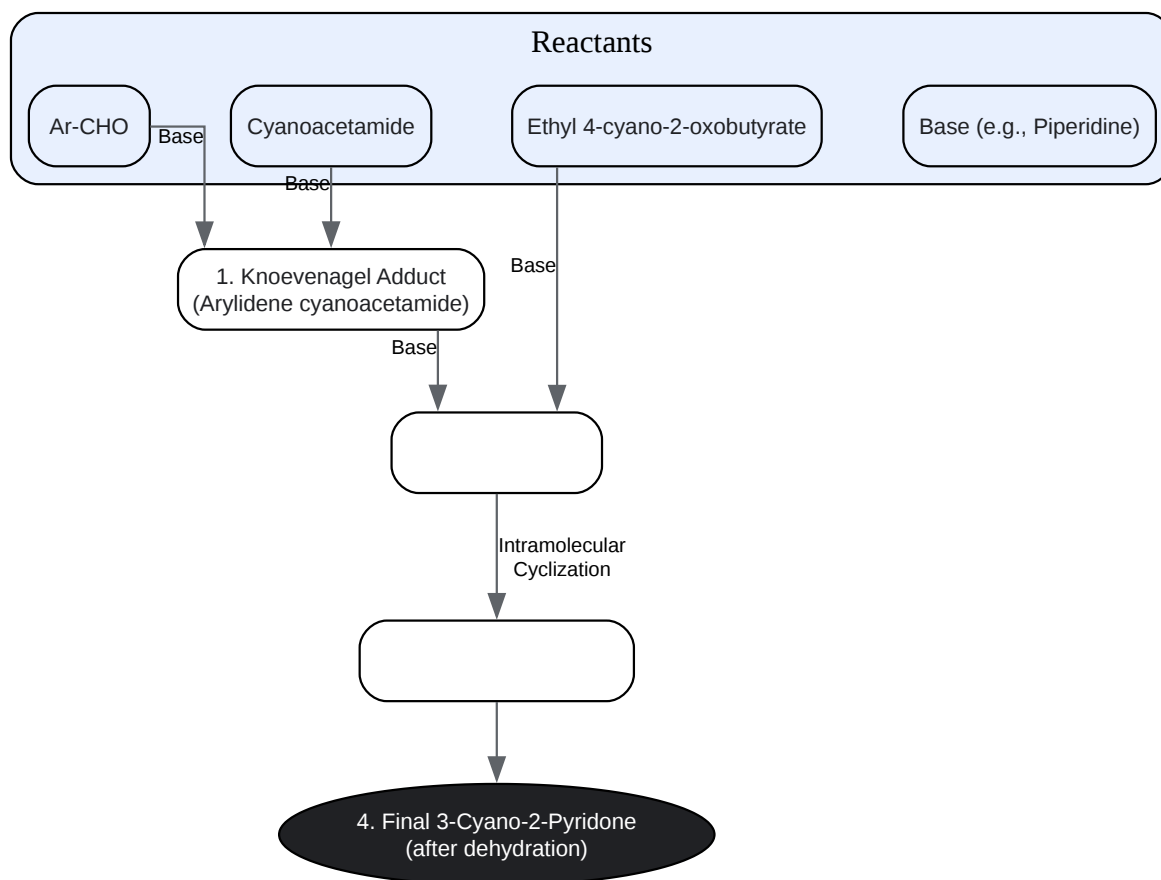 Reactants
Ar-CHO
Cyanoacetamide
Ethyl 4-cyano-2-oxobutyrate
Base (e.g., Piperidine)
Base
Base
Base
1. Knoevenagel Adduct
(Arylidene cyanoacetamide)
Base
Intramolecular
Cyclization
4. Final 3-Cyano-2-Pyridone
(after dehydration)